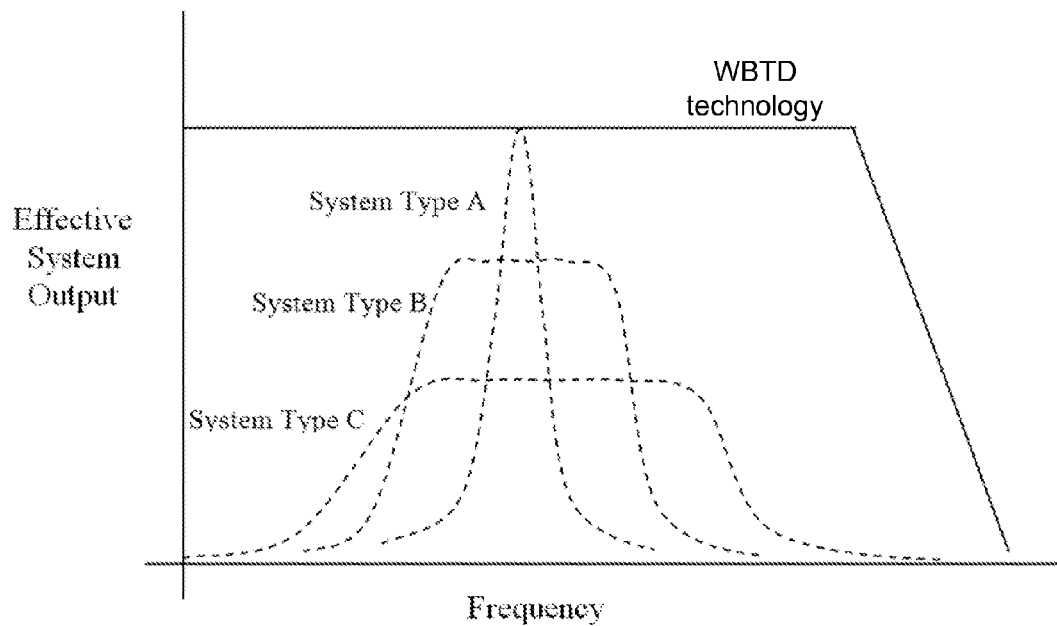 WBTD
technology
System Type A
Effective
System
Output
System Type B
System Type C
Frequency